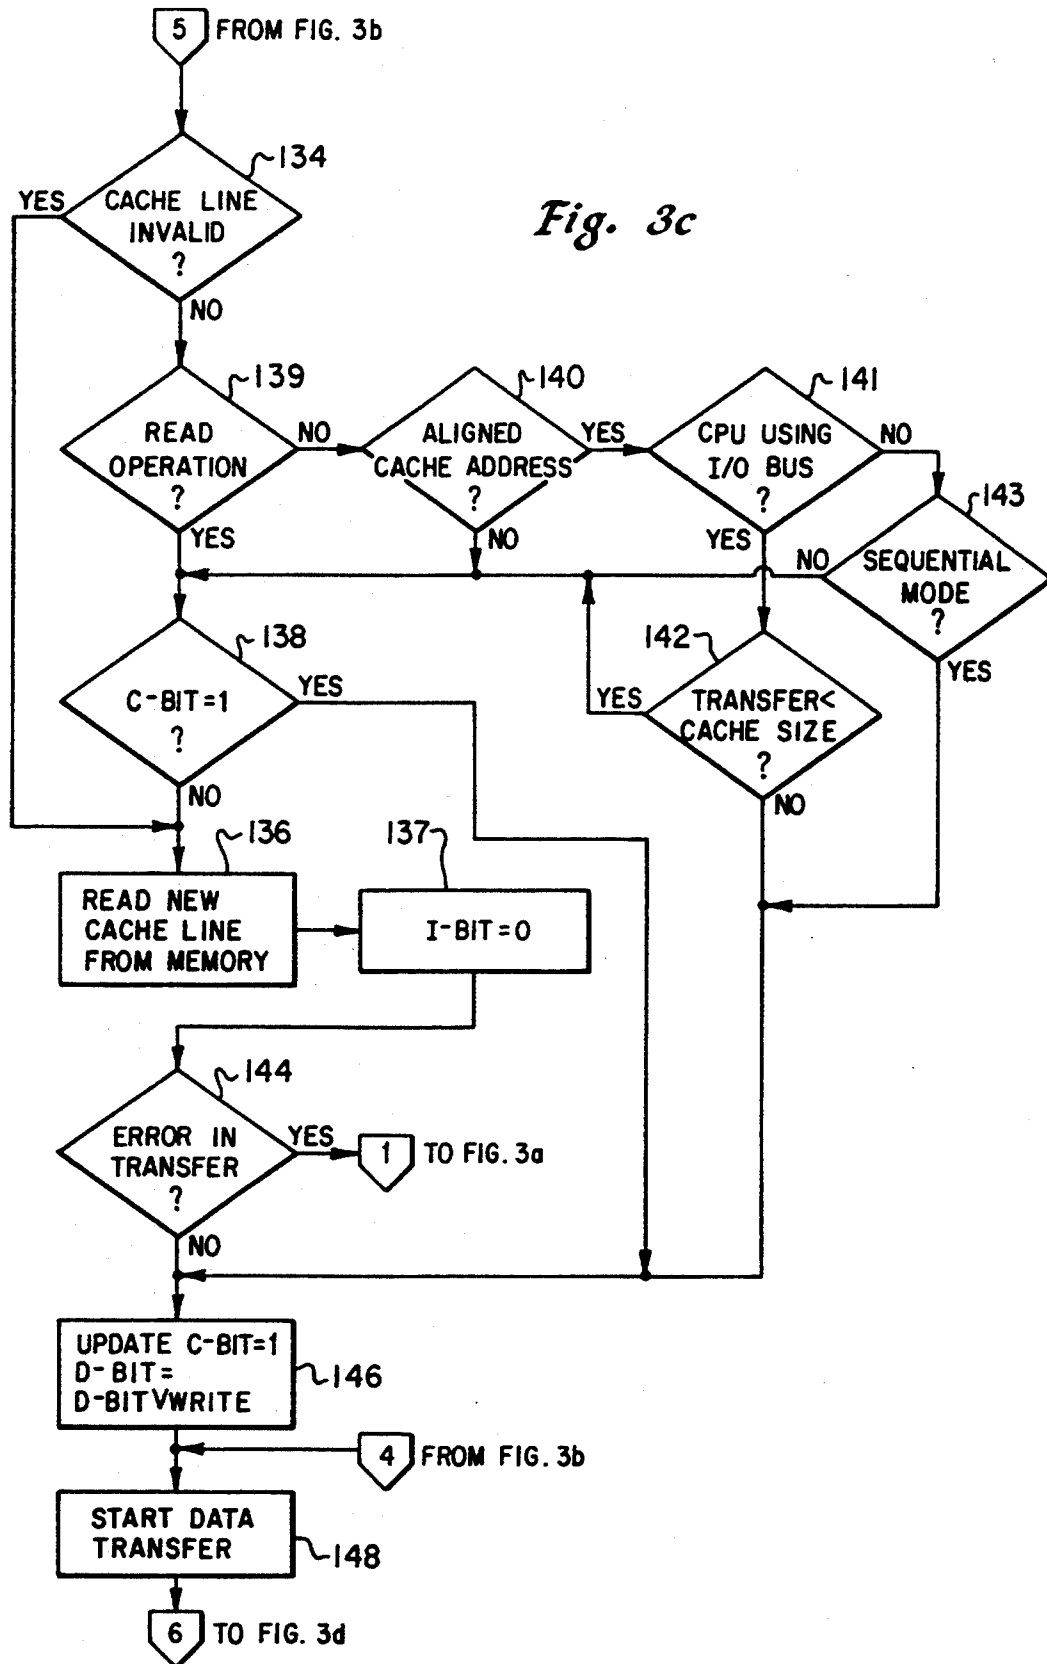 5 FROM FIG. 3b
134
YES
CACHE LINE
INVALID
?
Fig. 3c
NO
139
READ
OPERATION
?
NO
YES
140
ALIGNED
CACHE ADDRESS
?
YES
NO
141
CPU USING
I/O BUS
?
NO
YES
143
SEQUENTIAL
MODE
?
NO
YES
138
C-BIT=1
?
YES
NO
142
TRANSFER<
CACHE SIZE
?
YES
NO
136
READ NEW
CACHE LINE
FROM MEMORY
137
I-BIT=0
144
ERROR IN
TRANSFER
?
YES
1 TO FIG. 3a
NO
UPDATE C-BIT=1
D-BIT=
D-BIT∨WRITE
146
4 FROM FIG. 3b
START DATA
TRANSFER
148
6 TO FIG. 3d